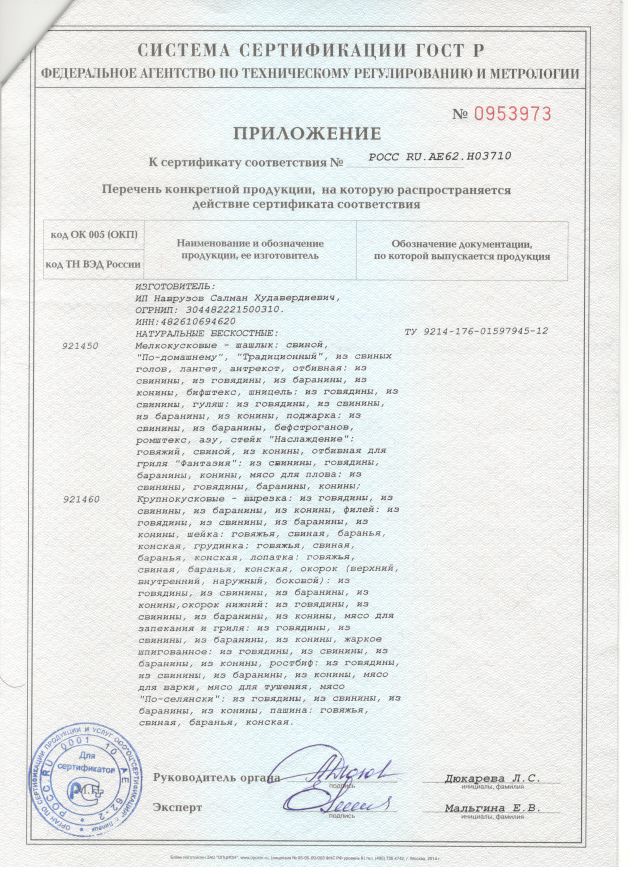 СИСТЕМА СЕРТИФИКАЦИИ ГОСТ Р
ФЕДЕРАЛЬНОЕ АГЕНТСТВО ПО ТЕХНИЧЕСКОМУ РЕГУЛИРОВАНИЮ И МЕТРОЛОГИИ
№ 0953973
ПРИЛОЖЕНИЕ
К сертификату соответствия № РОСС RU.АЕ62.Н03710
Перечень конкретной продукции, на которую распространяется
действие сертификата соответствия
код ОК 005 (ОКП)
код ТН ВЭД России
Наименование и обозначение
продукции, ее изготовитель
Обозначение документации,
по которой выпускается продукция
ИЗГОТОВИТЕЛЬ:
ИП Наврузов Салман Худавердиевич,
ОГРНИП: 304482221500310.
ИНН:482610694620
НАТУРАЛЬНЫЕ БЕСКОСТНЫЕ: ТУ 9214-176-01597945-12
921450 Мелкокусковые - шашлык: свиной,
"По-домашнему", "Традиционный", из свиных
голов, лангет, антрекот, отбивная: из
свинины, из говядины, из баранины, из
конины, бифштекс, шницель: из говядины, из
свинины, гуляш: из говядины, из свинины,
из баранины, из конины, поджарка: из
свинины, из баранины, бефстроганов,
ромштекс, азу, стейк "Наслаждение":
говяжий, свиной, из конины, отбивная для
гриля "Фантазия": из свинины, говядины,
баранины, конины, мясо для плова: из
свинины, говядины, баранины, конины;
921460 Крупнокусковые - вырезка: из говядины, из
свинины, из баранины, из конины, филей: из
говядины, из свинины, из баранины, из
конины, шейка: говяжья, свиная, баранья,
конская, грудинка: говяжья, свиная,
баранья, конская, лопатка: говяжья,
свиная, баранья, конская, окорок (верхний,
внутренний, наружный, боковой): из
говядины, из свинины, из баранины, из
конины,окорок нижний: из говядины, из
свинины, из баранины, из конины, мясо для
запекания и гриля: из говядины, из
свинины, из баранины, из конины, жаркое
шпигованное: из говядины, из свинины, из
баранины, из конины, ростбиф: из говядины,
из свинины, из баранины, из конины, мясо
для варки, мясо для тушения, мясо
"По-селянски": из говядины, из свинины, из
баранины, из конины, пашина: говяжья,
свиная, баранья, конская.
Для
сертификатов
М.П.
Руководитель органа
подпись
Дюкарева Л.С.
инициалы, фамилия
Эксперт
подпись
Мальгина Е.В.
инициалы, фамилия